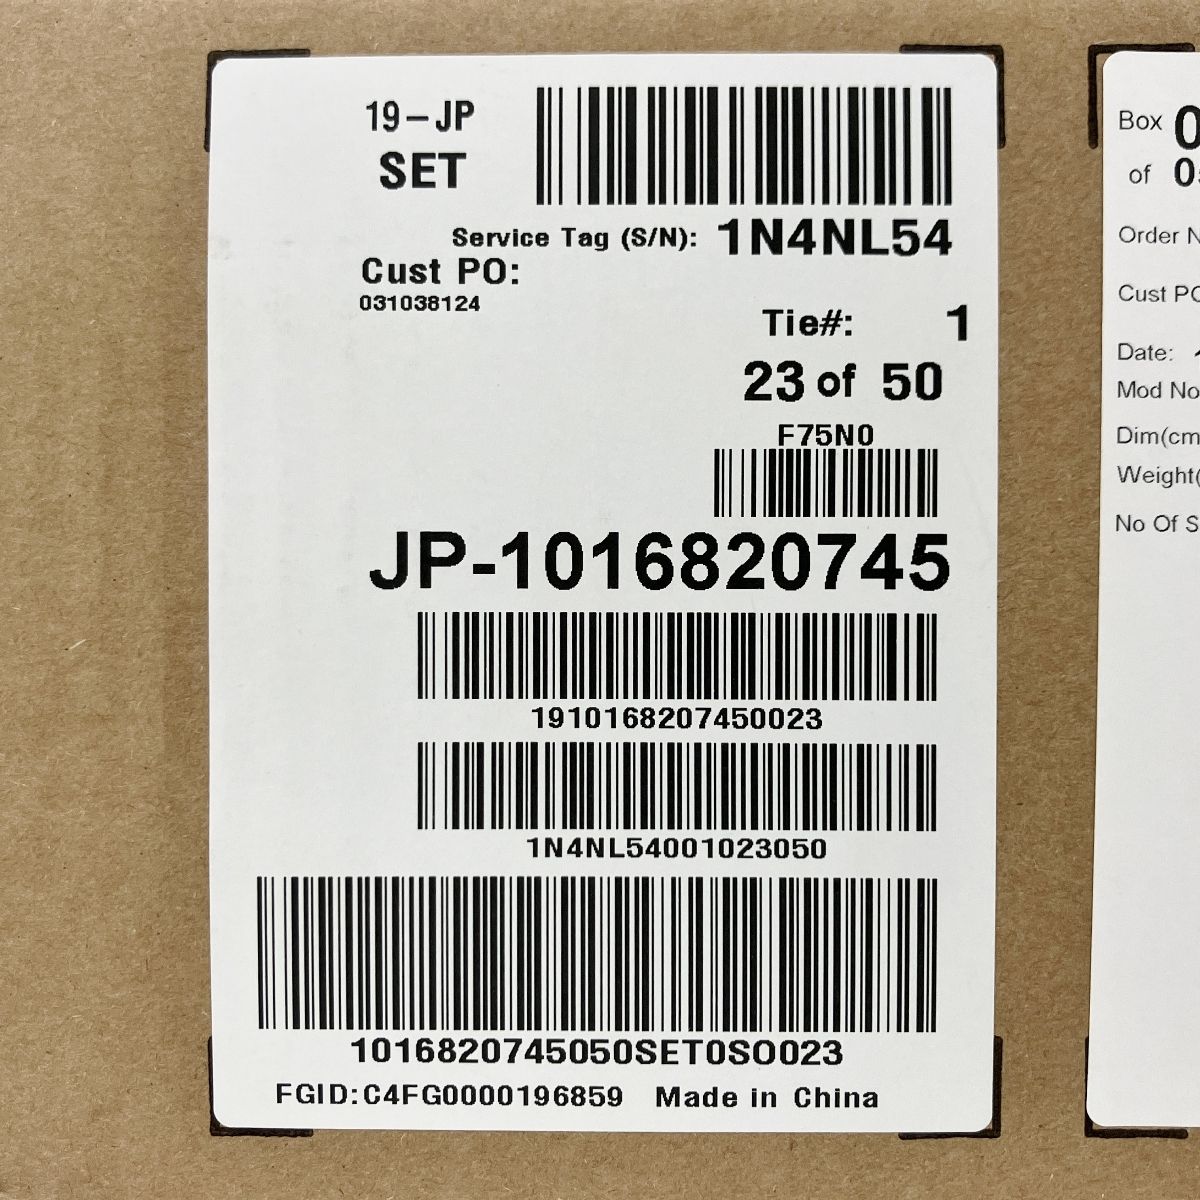 19-JP
SET
Service Tag (S/N): 1N4NL54
Cust PO:
031038124
Tie#: 1
23 of 50
F75N0
JP-1016820745
1910168207450023
1N4NL54001023050
1016820745050SET0SO023
FGID:C4FG0000196859 Made in China
Box 0
of 0
Order N
Cust PO
Date:
Mod No
Dim(cm
Weight(
No Of S